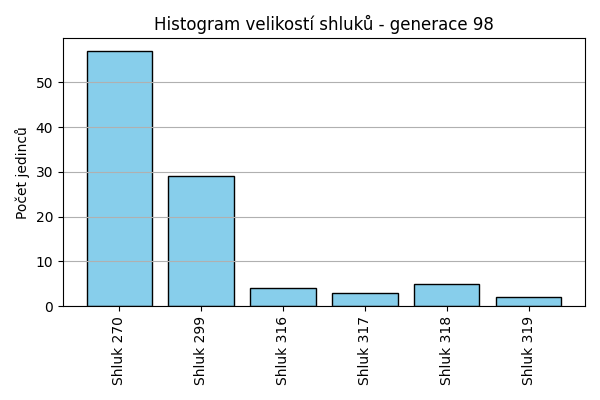 Histogram velikostí shluků - generace 98
Počet jedinců
50
40
30
20
10
0
Shluk 270
Shluk 299
Shluk 316
Shluk 317
Shluk 318
Shluk 319